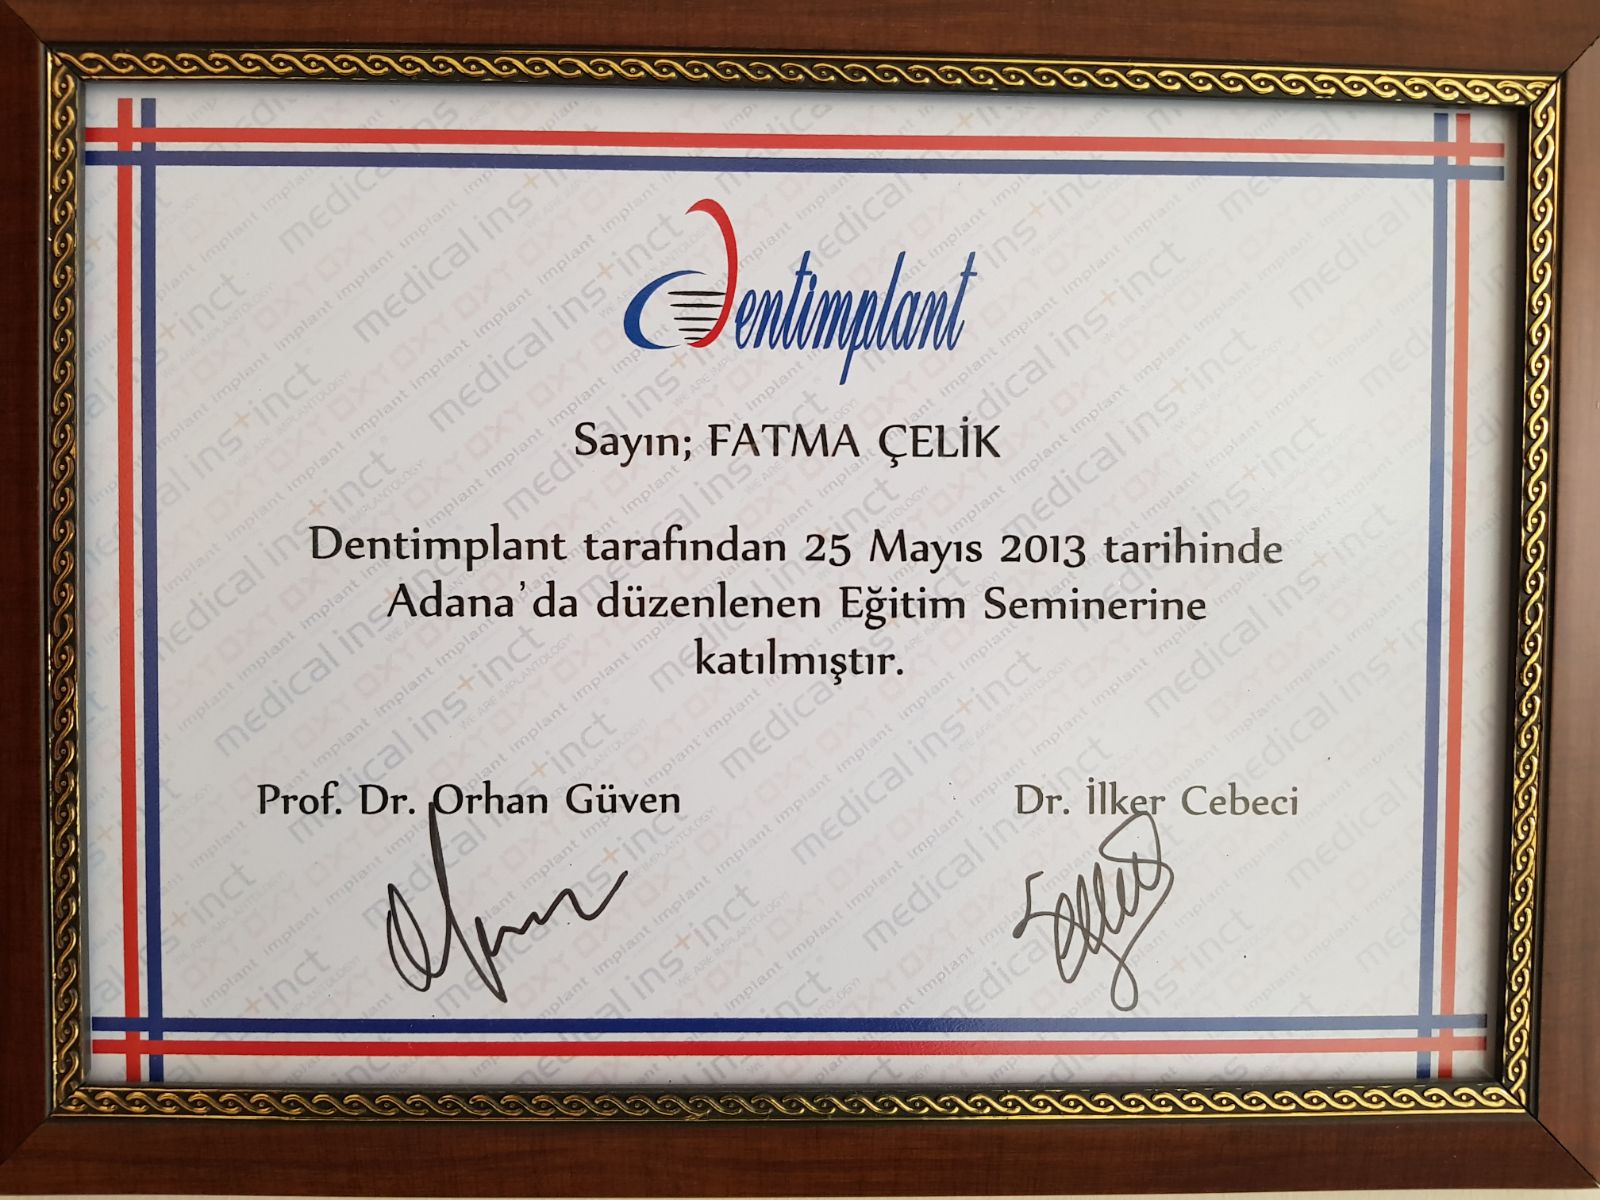 Dentimplant
Sayın; FATMA ÇELİK
Dentimplant tarafından 25 Mayıs 2013 tarihinde
Adana'da düzenlenen Eğitim Seminerine
katılmıştır.
Prof. Dr. Orhan Güven
Dr. İlker Cebeci